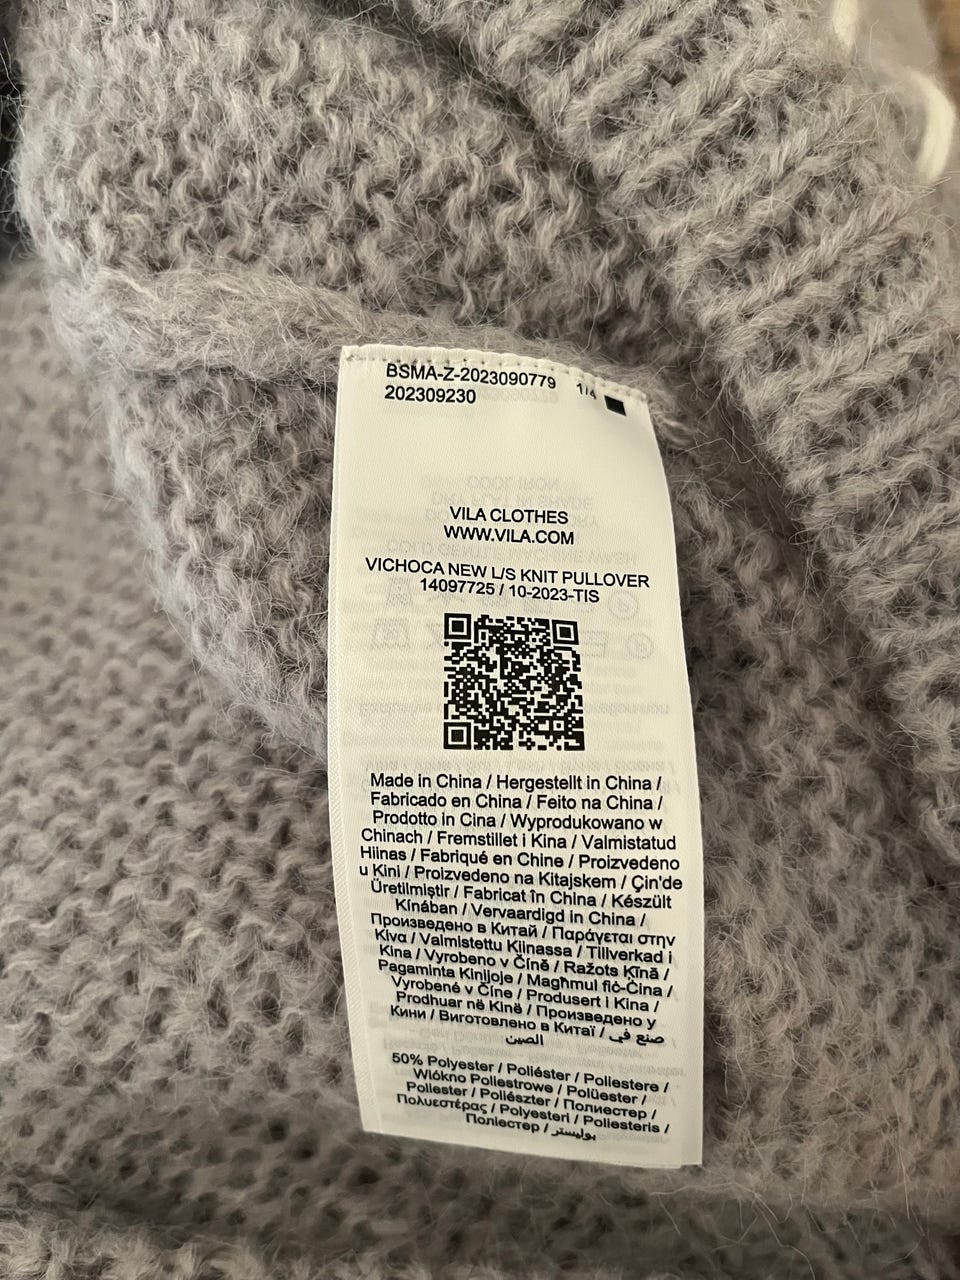 BSMA-Z-2023090779 1/4
202309230
VILA CLOTHES
WWW.VILA.COM
VICHOCA NEW L/S KNIT PULLOVER
14097725 / 10-2023-TIS
Made in China / Hergestellt in China /
Fabricado en China / Feito na China /
Prodotto in Cina / Wyprodukowano w
Chinach / Fremstillet i Kina / Valmistatud
Hiinas / Fabriqué en Chine / Proizvedeno
u Kini / Proizvedeno na Kitajskem / Çin'de
Üretilmiştir / Fabricat în China / Készült
Kínában / Vervaardigd in China /
Произведено в Китай / Παράγεται στην
Κίνα / Valmistettu Kiinassa / Tillverkad i
Kina / Vyrobeno v Číně / Ražots Ķīnā /
Pagaminta Kinijoje / Magħmul fiċ-Ċina /
Vyrobené v Číne / Produsert i Kina /
Prodhuar në Kinë / Произведено у
Кини / Виготовлено в Китаї / صنع في
الصين
50% Polyester / Poliéster / Poliestere /
Włókno Poliestrowe / Polüester /
Poliester / Poliészter / Полиестер /
Πολυεστέρας / Polyesteri / Poliesteris /
Поліестер / بوليستر